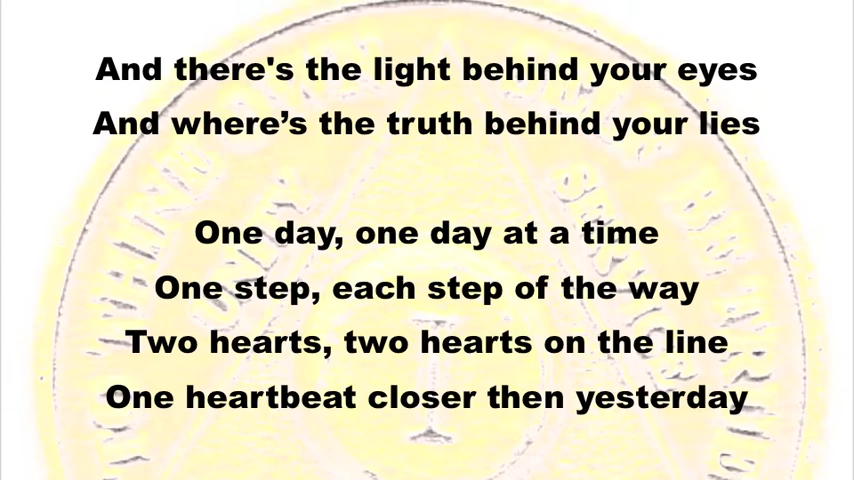 And there's the light behind your eyes
And where’s the truth behind your lies
One day, one day at a time
One step, each step of the way
Two hearts, two hearts on the line
One heartbeat closer then yesterday